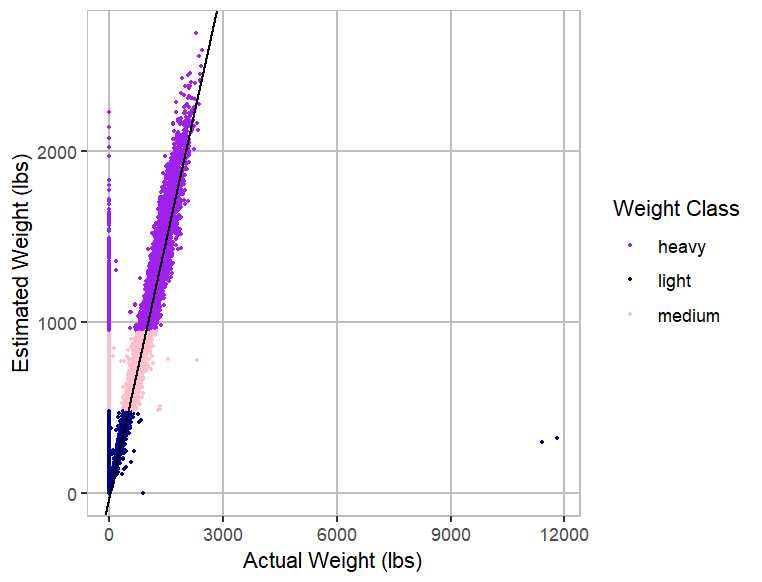 Estimated Weight (lbs)
2000
1000
0
0 3000 6000 9000 12000
Actual Weight (lbs)
Weight Class
heavy
light
medium